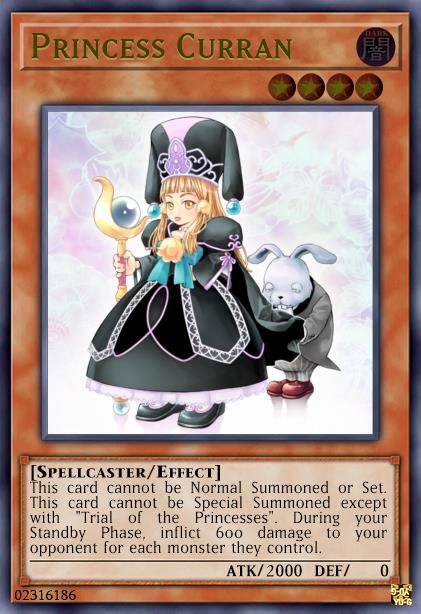 Princess Curran
DARK
闇
[Spellcaster/Effect]
This card cannot be Normal Summoned or Set.
This card cannot be Special Summoned except
with "Trial of the Princesses". During your
Standby Phase, inflict 600 damage to your
opponent for each monster they control.
ATK/2000 DEF/ 0
02316186